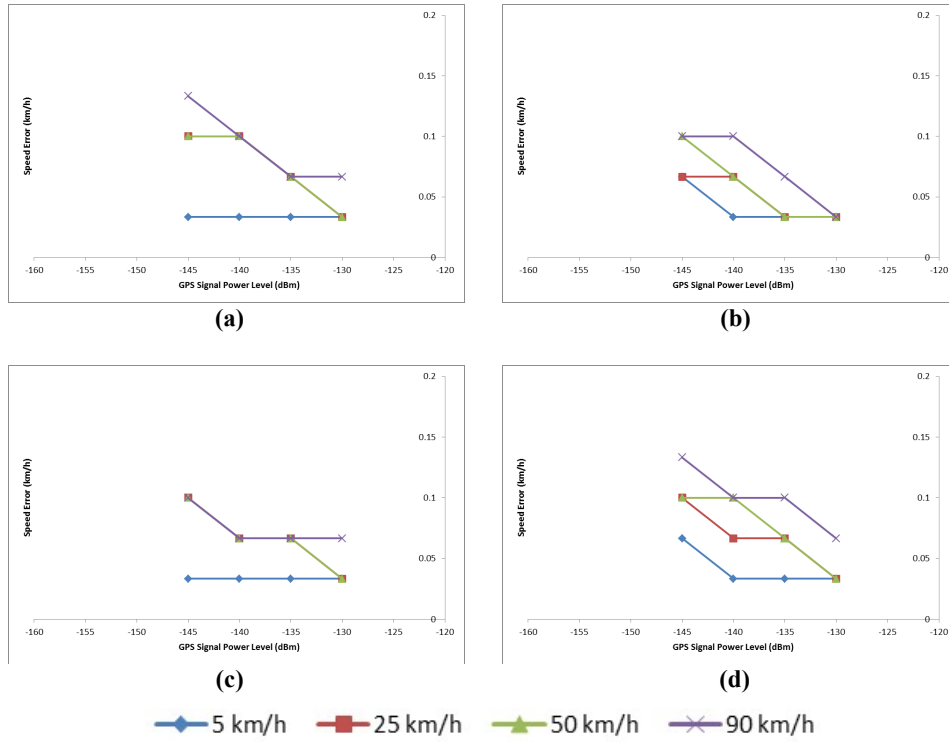 0.2
0.15
0.1
0.05
0
Speed Error (km/h)
-160 -155 -150 -145 -140 -135 -130 -125 -120
GPS Signal Power Level (dBm)
(a)
0.2
0.15
0.1
0.05
0
Speed Error (km/h)
-160 -155 -150 -145 -140 -135 -130 -125 -120
GPS Signal Power Level (dBm)
(b)
0.2
0.15
0.1
0.05
0
Speed Error (km/h)
-160 -155 -150 -145 -140 -135 -130 -125 -120
GPS Signal Power Level (dBm)
(c)
0.2
0.15
0.1
0.05
0
Speed Error (km/h)
-160 -155 -150 -145 -140 -135 -130 -125 -120
GPS Signal Power Level (dBm)
(d)
5 km/h 25 km/h 50 km/h 90 km/h